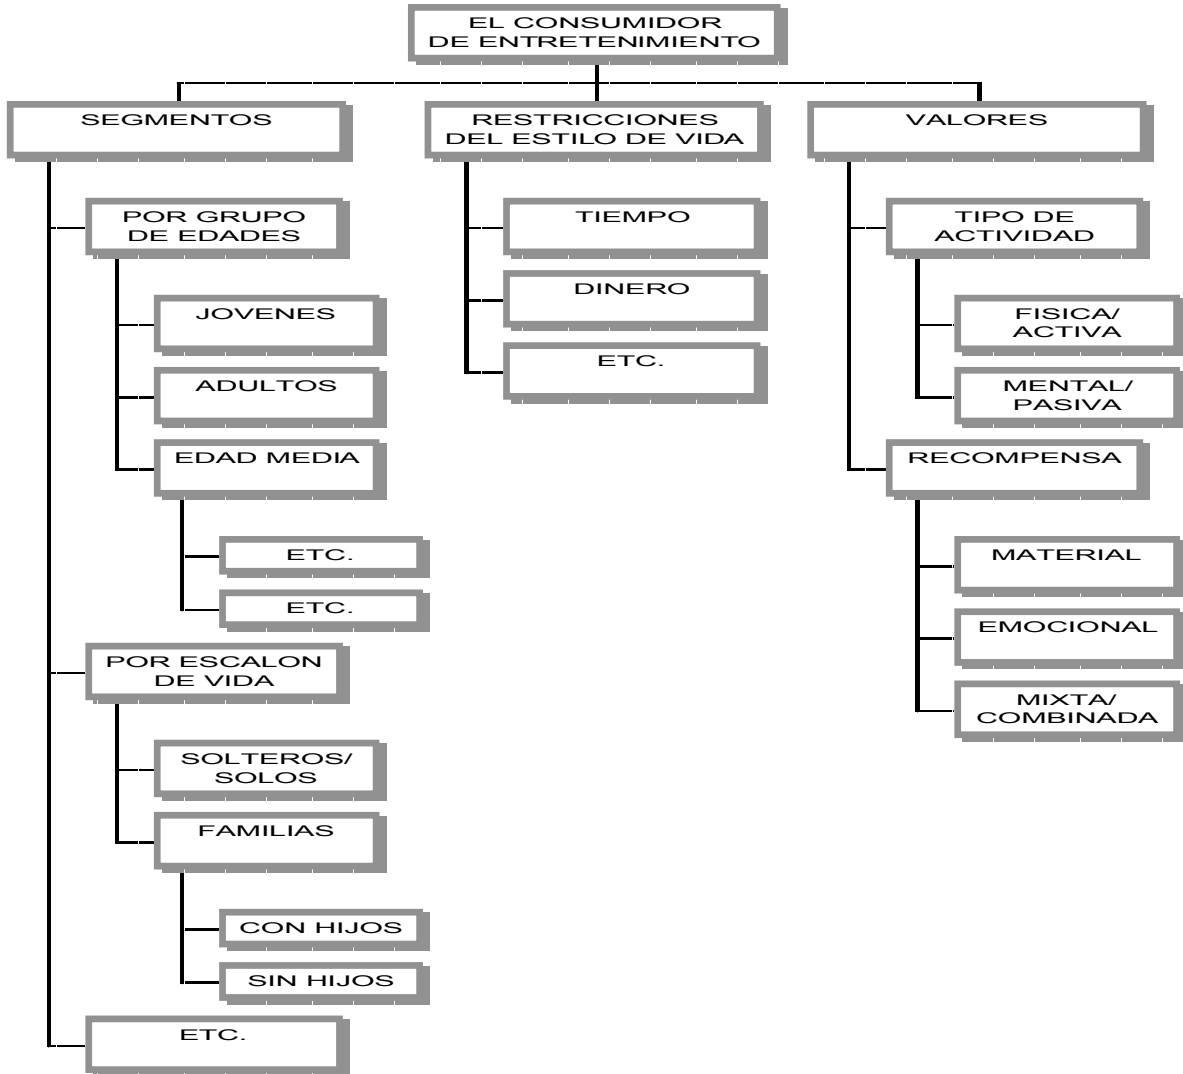 EL CONSUMIDOR
DE ENTRETENIMIENTO
SEGMENTOS
POR GRUPO
DE EDADES
JOVENES
ADULTOS
EDAD MEDIA
ETC.
ETC.
POR ESCALON
DE VIDA
SOLTEROS/
SOLOS
FAMILIAS
CON HIJOS
SIN HIJOS
ETC.
RESTRICCIONES
DEL ESTILO DE VIDA
TIEMPO
DINERO
ETC.
VALORES
TIPO DE
ACTIVIDAD
FISICA/
ACTIVA
MENTAL/
PASIVA
RECOMPENSA
MATERIAL
EMOCIONAL
MIXTA/
COMBINADA